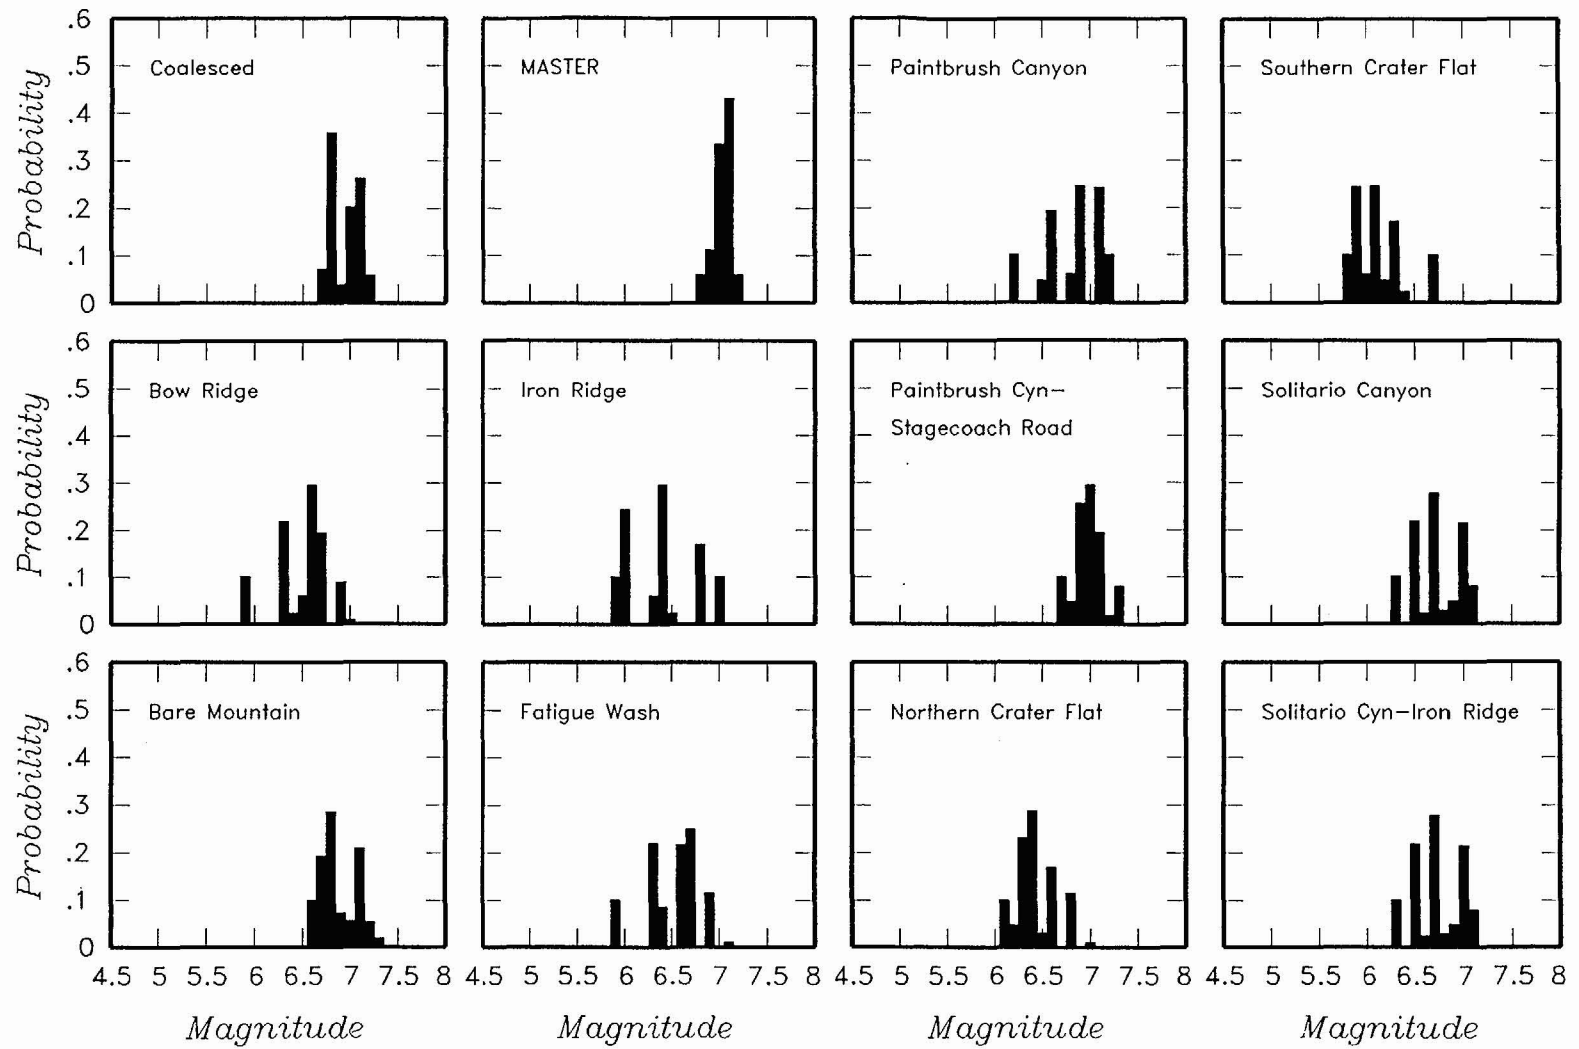 .6 Coalesced MASTER Paintbrush Canyon Southern Crater Flat
.5
.4
.3
.2
.1
0
Probability
.6 Bow Ridge Iron Ridge Paintbrush Cyn– Solitario Canyon
Stagecoach Road
.5
.4
.3
.2
.1
0
Probability
.6 Bare Mountain Fatigue Wash Northern Crater Flat Solitario Cyn–Iron Ridge
.5
.4
.3
.2
.1
0
Probability
4.5 5 5.5 6 6.5 7 7.5 8 4.5 5 5.5 6 6.5 7 7.5 8 4.5 5 5.5 6 6.5 7 7.5 8 4.5 5 5.5 6 6.5 7 7.5 8
Magnitude Magnitude Magnitude Magnitude